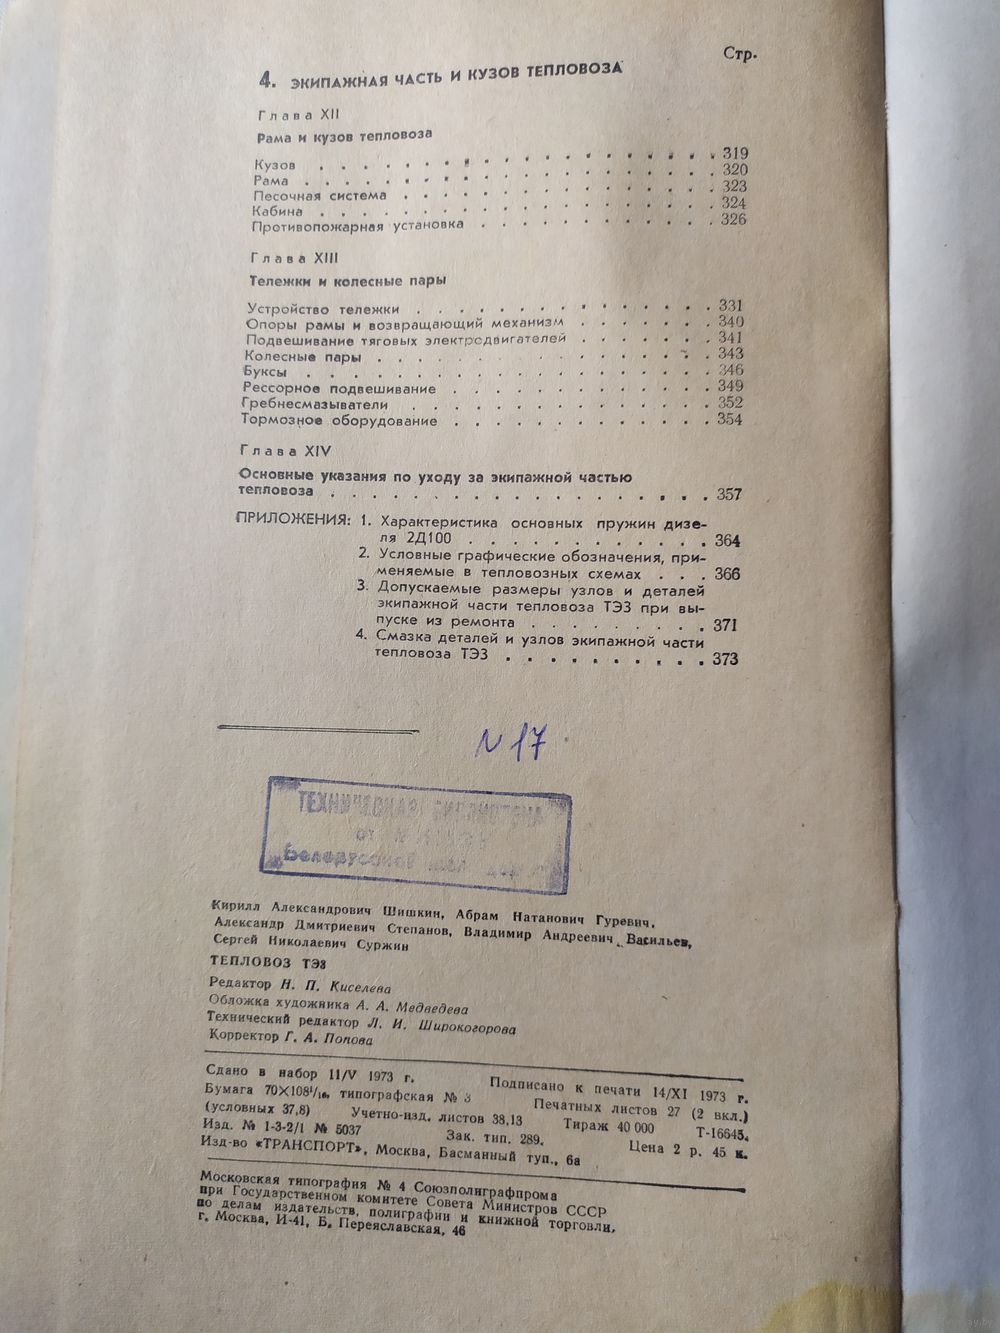 Стр.
4. ЭКИПАЖНАЯ ЧАСТЬ И КУЗОВ ТЕПЛОВОЗА
Глава XII
Рама и кузов тепловоза
Кузов . . . . . . . . . . . . . . . . . . . . 319
Рама . . . . . . . . . . . . . . . . . . . . 320
Песочная система . . . . . . . . . . . . . . . 323
Кабина . . . . . . . . . . . . . . . . . . . 324
Противопожарная установка . . . . . . . . . . . 326
Глава XIII
Тележки и колесные пары
Устройство тележки . . . . . . . . . . . . . . 331
Опоры рамы и возвращающий механизм . . . . . . 340
Подвешивание тяговых электродвигателей . . . . . . 341
Колесные пары . . . . . . . . . . . . . . . . 343
Буксы . . . . . . . . . . . . . . . . . . . 346
Рессорное подвешивание . . . . . . . . . . . . 349
Гребнесмазыватели . . . . . . . . . . . . . . 352
Тормозное оборудование . . . . . . . . . . . . 354
Глава XIV
Основные указания по уходу за экипажной частью
тепловоза . . . . . . . . . . . . . . . . . . 357
ПРИЛОЖЕНИЯ: 1. Характеристика основных пружин дизе-
ля 2Д100 . . . . . . . . . . . . 364
2. Условные графические обозначения, при-
меняемые в тепловозных схемах . . . 366
3. Допускаемые размеры узлов и деталей
экипажной части тепловоза ТЭ3 при вы-
пуске из ремонта . . . . . . . . . 371
4. Смазка деталей и узлов экипажной части
тепловоза ТЭ3 . . . . . . . . . . 373
N 17
ТЕХНИЧЕСКАЯ БИБЛИОТЕКА
от
Белорусской жел. дор.
Кирилл Александрович Шишкин, Абрам Натанович Гуревич,
Александр Дмитриевич Степанов, Владимир Андреевич Васильев,
Сергей Николаевич Суржин
ТЕПЛОВОЗ ТЭ3
Редактор Н. П. Киселева
Обложка художника А. А. Медведева
Технический редактор Л. И. Широкогорова
Корректор Г. А. Попова
Сдано в набор 11/V 1973 г. Подписано к печати 14/XI 1973 г.
Бумага 70×108¹/₁₆, типографская № 3 Печатных листов 27 (2 вкл.)
(условных 37,8) Учетно-изд. листов 38,13 Тираж 40 000 Т-16645.
Изд. № 1-3-2/1 № 5037 Зак. тип. 289. Цена 2 р. 45 к.
Изд-во «ТРАНСПОРТ», Москва, Басманный туп., 6а
Московская типография № 4 Союзполиграфпрома
при Государственном комитете Совета Министров СССР
по делам издательств, полиграфии и книжной торговли,
г. Москва, И-41, Б. Переяславская, 46